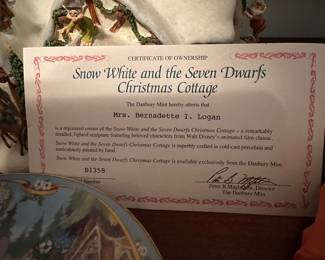 CERTIFICATE OF OWNERSHIP
Snow White and the Seven Dwarfs
Christmas Cottage
The Danbury Mint hereby attests that
Mrs. Bernadette I. Logan
is a registered owner of the Snow White and the Seven Dwarfs Christmas Cottage – a remarkably
detailed, lighted sculpture featuring beloved characters from Walt Disney's animated film classic.
Snow White and the Seven Dwarfs Christmas Cottage is superbly crafted in cold-cast porcelain and
meticulously painted by hand.
Snow White and the Seven Dwarfs Christmas Cottage is available exclusively from the Danbury Mint.
B1358
Number
Peter B. Maglathlin, Director
The Danbury Mint